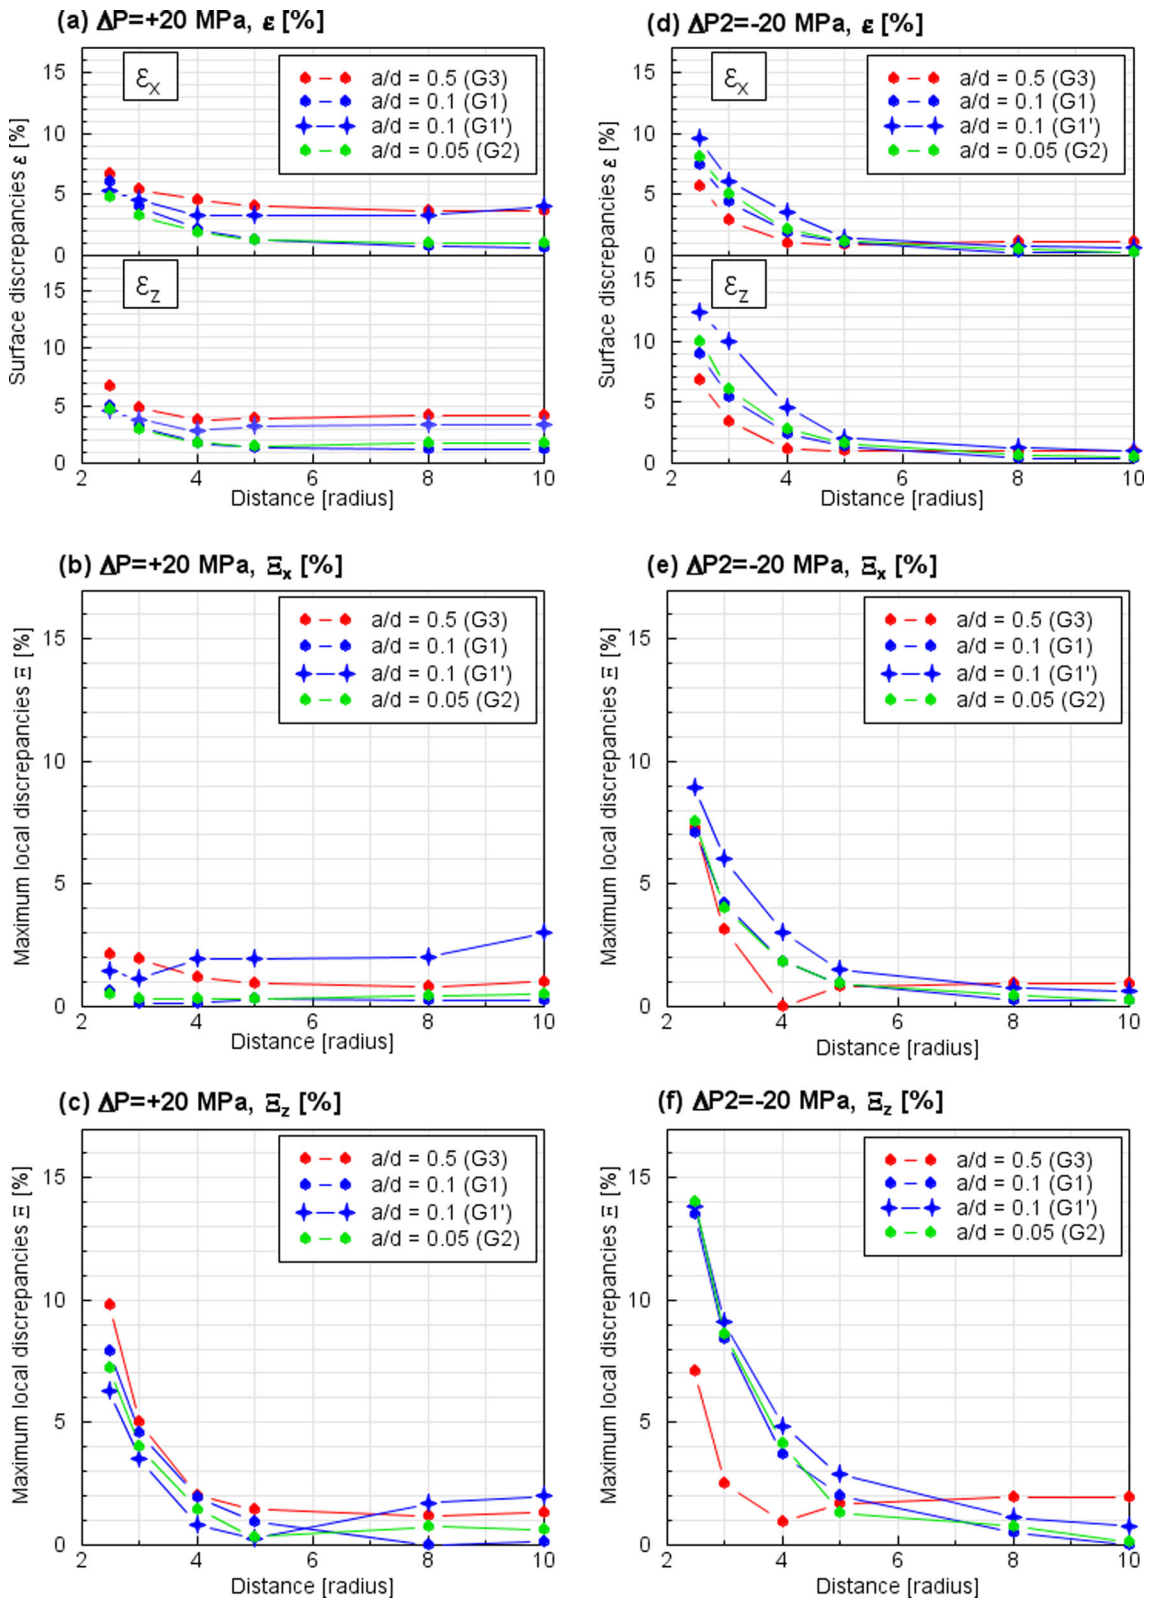 (a) ΔP=+20 MPa, ε [%]
Surface discrepancies ε [%]
εx
a/d = 0.5 (G3)
a/d = 0.1 (G1)
a/d = 0.1 (G1')
a/d = 0.05 (G2)
15
10
5
0
εz
15
10
5
0
2 4 6 8 10
Distance [radius]
(d) ΔP2=-20 MPa, ε [%]
Surface discrepancies ε [%]
εx
a/d = 0.5 (G3)
a/d = 0.1 (G1)
a/d = 0.1 (G1')
a/d = 0.05 (G2)
15
10
5
0
εz
15
10
5
0
2 4 6 8 10
Distance [radius]
(b) ΔP=+20 MPa, Ξx [%]
Maximum local discrepancies Ξ [%]
a/d = 0.5 (G3)
a/d = 0.1 (G1)
a/d = 0.1 (G1')
a/d = 0.05 (G2)
15
10
5
0
2 4 6 8 10
Distance [radius]
(e) ΔP2=-20 MPa, Ξx [%]
Maximum local discrepancies Ξ [%]
a/d = 0.5 (G3)
a/d = 0.1 (G1)
a/d = 0.1 (G1')
a/d = 0.05 (G2)
15
10
5
0
2 4 6 8 10
Distance [radius]
(c) ΔP=+20 MPa, Ξz [%]
Maximum local discrepancies Ξ [%]
a/d = 0.5 (G3)
a/d = 0.1 (G1)
a/d = 0.1 (G1')
a/d = 0.05 (G2)
15
10
5
0
2 4 6 8 10
Distance [radius]
(f) ΔP2=-20 MPa, Ξz [%]
Maximum local discrepancies Ξ [%]
a/d = 0.5 (G3)
a/d = 0.1 (G1)
a/d = 0.1 (G1')
a/d = 0.05 (G2)
15
10
5
0
2 4 6 8 10
Distance [radius]